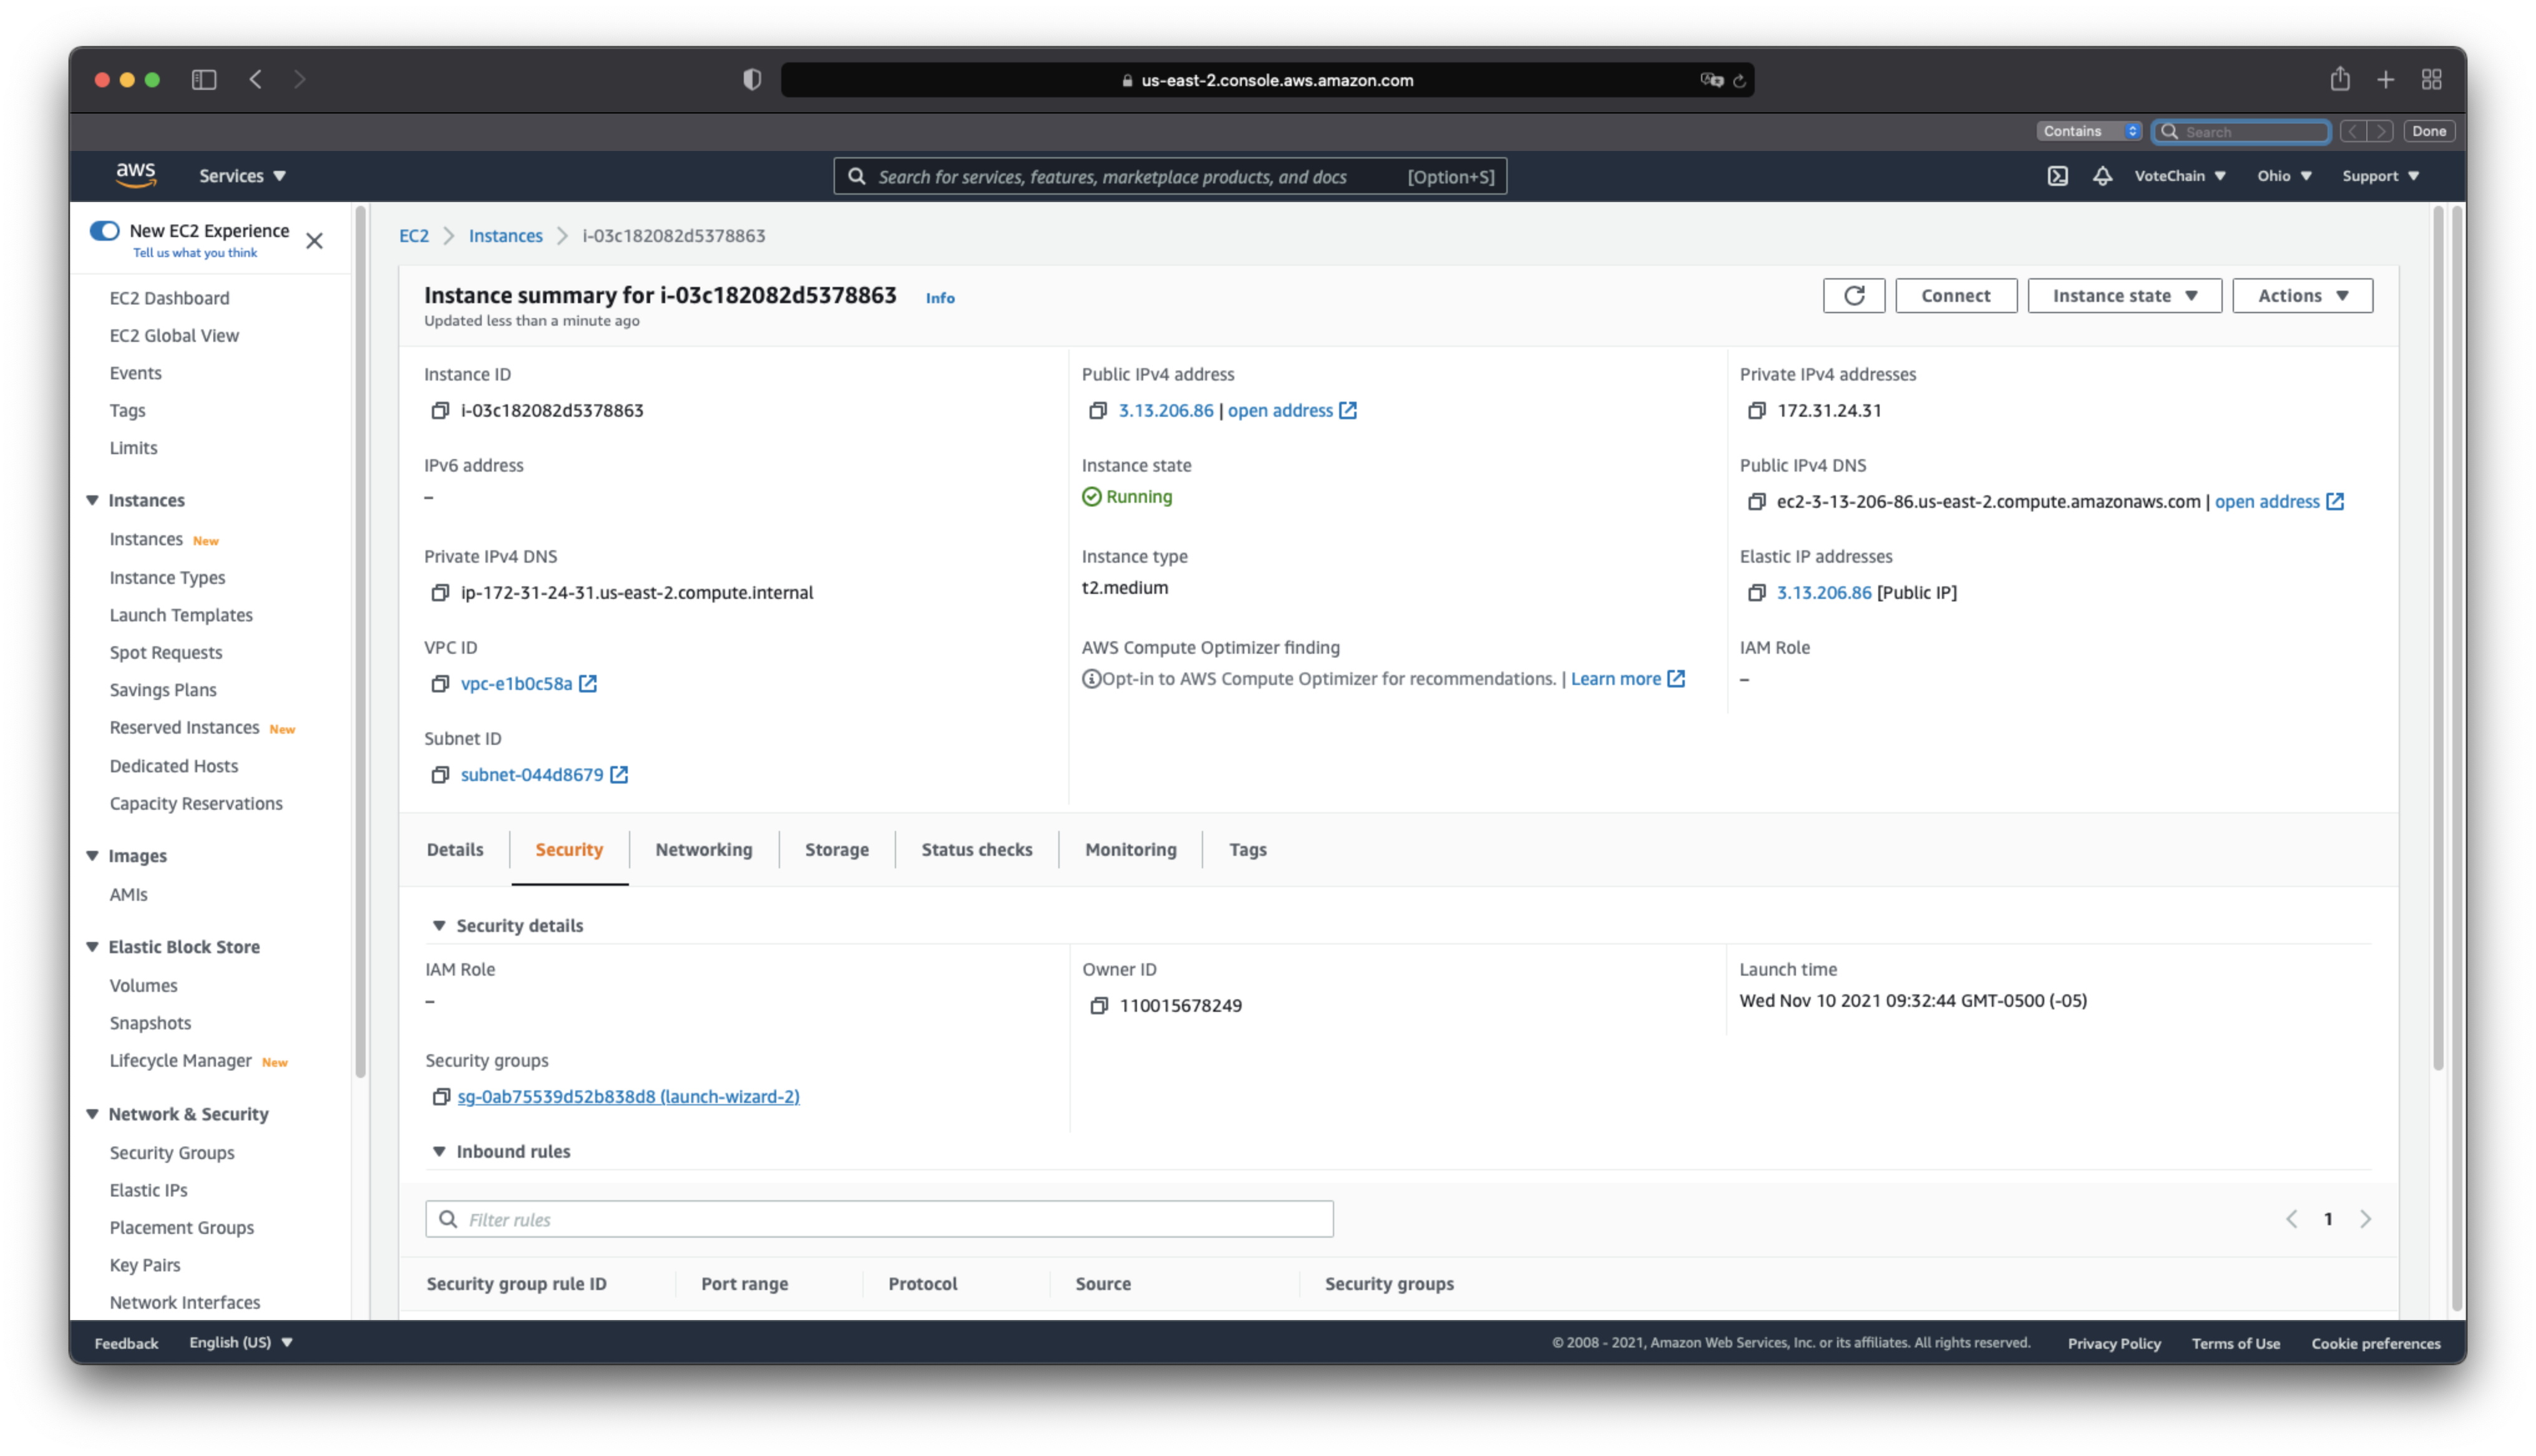 us-east-2.console.aws.amazon.com
Contains
Search
Done
aws
Services
Search for services, features, marketplace products, and docs
[Option+S]
VoteChain
Ohio
Support
New EC2 Experience
Tell us what you think
EC2 Dashboard
EC2 Global View
Events
Tags
Limits
Instances
Instances New
Instance Types
Launch Templates
Spot Requests
Savings Plans
Reserved Instances New
Dedicated Hosts
Capacity Reservations
Images
AMIs
Elastic Block Store
Volumes
Snapshots
Lifecycle Manager New
Network & Security
Security Groups
Elastic IPs
Placement Groups
Key Pairs
Network Interfaces
EC2 > Instances > i-03c182082d5378863
Instance summary for i-03c182082d5378863 Info
Updated less than a minute ago
Connect
Instance state
Actions
Instance ID
i-03c182082d5378863
Public IPv4 address
3.13.206.86 | open address
Private IPv4 addresses
172.31.24.31
IPv6 address
–
Instance state
Running
Public IPv4 DNS
ec2-3-13-206-86.us-east-2.compute.amazonaws.com | open address
Private IPv4 DNS
ip-172-31-24-31.us-east-2.compute.internal
Instance type
t2.medium
Elastic IP addresses
3.13.206.86 [Public IP]
VPC ID
vpc-e1b0c58a
AWS Compute Optimizer finding
Opt-in to AWS Compute Optimizer for recommendations. | Learn more
IAM Role
–
Subnet ID
subnet-044d8679
Details
Security
Networking
Storage
Status checks
Monitoring
Tags
Security details
IAM Role
–
Owner ID
110015678249
Launch time
Wed Nov 10 2021 09:32:44 GMT-0500 (-05)
Security groups
sg-0ab75539d52b838d8 (launch-wizard-2)
Inbound rules
Filter rules
1
Security group rule ID
Port range
Protocol
Source
Security groups
Feedback
English (US)
© 2008 - 2021, Amazon Web Services, Inc. or its affiliates. All rights reserved.
Privacy Policy
Terms of Use
Cookie preferences